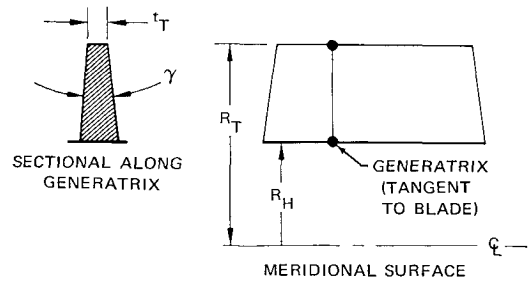 t_T
γ
SECTIONAL ALONG
GENERATRIX
R_T
R_H
GENERATRIX
(TANGENT
TO BLADE)
℄
MERIDIONAL SURFACE